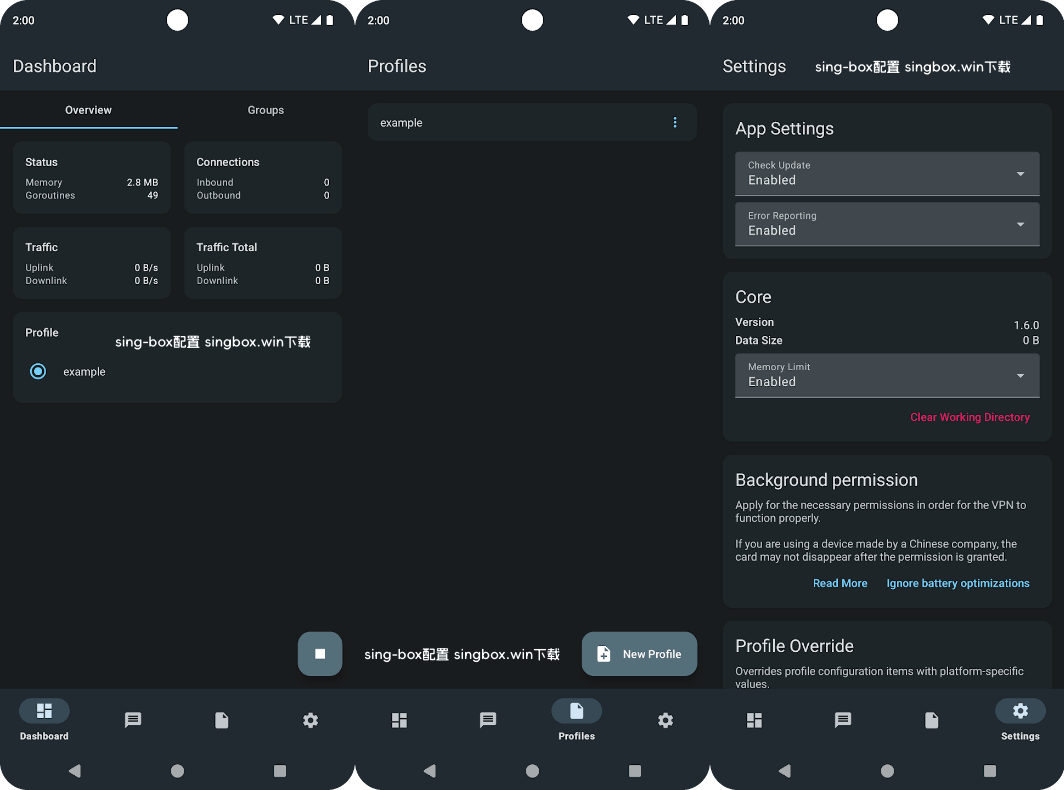 2:00
LTE
Dashboard
Overview
Groups
Status
Memory 2.8 MB
Goroutines 49
Connections
Inbound 0
Outbound 0
Traffic
Uplink 0 B/s
Downlink 0 B/s
Traffic Total
Uplink 0 B
Downlink 0 B
Profile
sing-box配置 singbox.win下载
example
Dashboard
2:00
LTE
Profiles
example
sing-box配置 singbox.win下载
New Profile
Profiles
2:00
LTE
Settings
sing-box配置 singbox.win下载
App Settings
Check Update
Enabled
Error Reporting
Enabled
Core
Version 1.6.0
Data Size 0 B
Memory Limit
Enabled
Clear Working Directory
Background permission
Apply for the necessary permissions in order for the VPN to
function properly.
If you are using a device made by a Chinese company, the
card may not disappear after the permission is granted.
Read More
Ignore battery optimizations
Profile Override
Overrides profile configuration items with platform-specific
values.
Settings